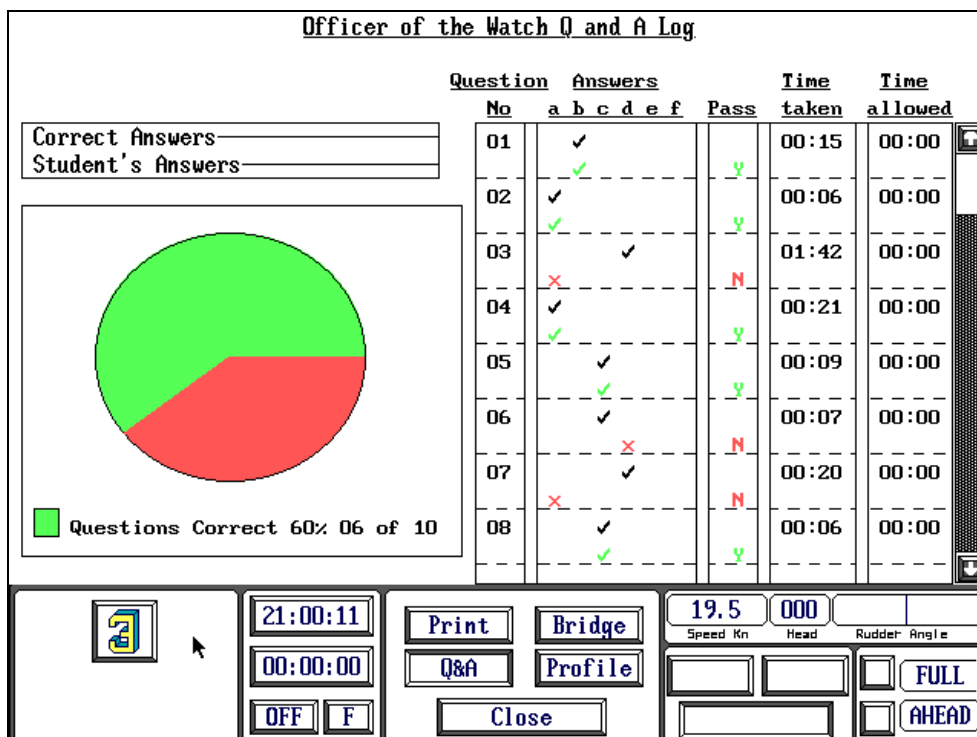 Officer of the Watch Q and A Log
Question Answers Time Time
No a b c d e f Pass taken allowed
Correct Answers
Student's Answers
01 ✓ 00:15 00:00
✓ Y
02 ✓ 00:06 00:00
✓ Y
03 ✓ 01:42 00:00
✗ N
04 ✓ 00:21 00:00
✓ Y
05 ✓ 00:09 00:00
✓ Y
06 ✓ 00:07 00:00
✗ N
07 ✓ 00:20 00:00
✗ N
08 ✓ 00:06 00:00
✓ Y
Questions Correct 60% 06 of 10
3
21:00:11
00:00:00
OFF F
Print Bridge
Q&A Profile
Close
19.5 000
Speed Kn Head Rudder Angle
FULL
AHEAD